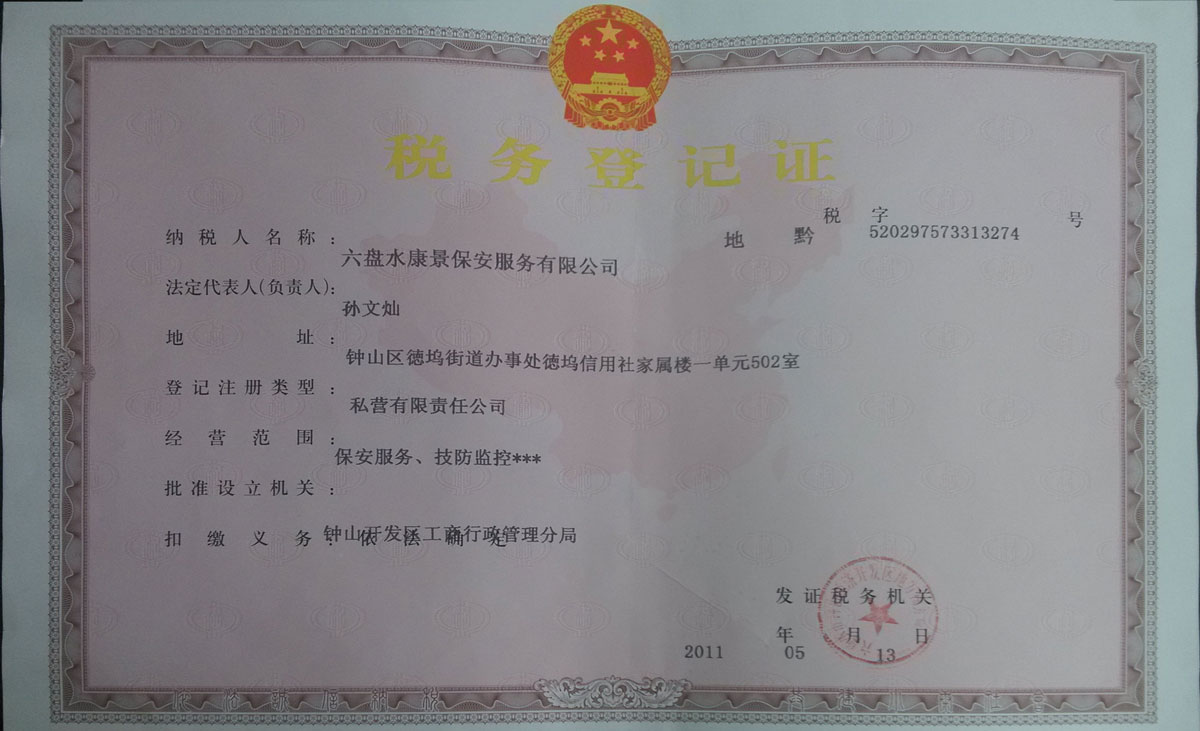 税务登记证
税 字 号
地 黔 520297573313274
纳税人名称：
六盘水康景保安服务有限公司
法定代表人(负责人)：
孙文灿
地 址：
钟山区德坞街道办事处德坞信用社家属楼一单元502室
登记注册类型：
私营有限责任公司
经营范围：
保安服务、技防监控***
批准设立机关：
钟山开发区工商行政管理分局
扣缴义务：依法确定
发证税务机关
年 月 日
2011 05 13